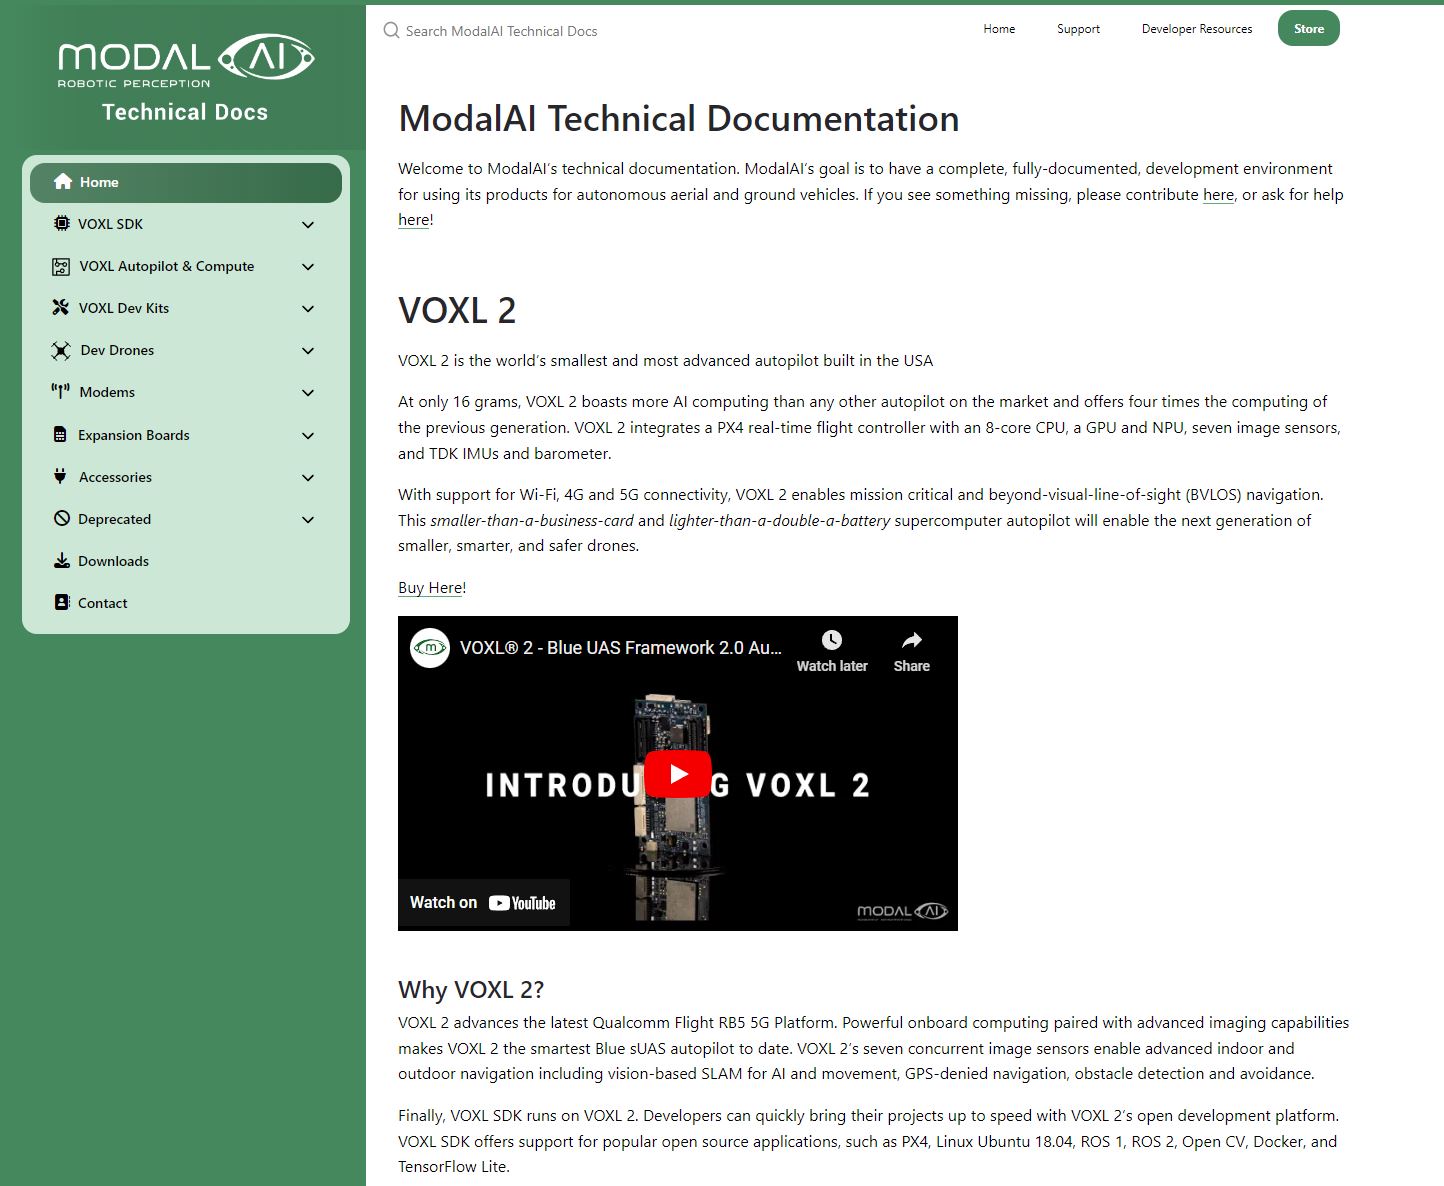 MODAL AI
ROBOTIC PERCEPTION
Technical Docs
Home
VOXL SDK
VOXL Autopilot & Compute
VOXL Dev Kits
Dev Drones
Modems
Expansion Boards
Accessories
Deprecated
Downloads
Contact
Search ModalAI Technical Docs
Home
Support
Developer Resources
Store
ModalAI Technical Documentation
Welcome to ModalAI’s technical documentation. ModalAI’s goal is to have a complete, fully-documented, development environment
for using its products for autonomous aerial and ground vehicles. If you see something missing, please contribute here, or ask for help
here!
VOXL 2
VOXL 2 is the world’s smallest and most advanced autopilot built in the USA
At only 16 grams, VOXL 2 boasts more AI computing than any other autopilot on the market and offers four times the computing of
the previous generation. VOXL 2 integrates a PX4 real-time flight controller with an 8-core CPU, a GPU and NPU, seven image sensors,
and TDK IMUs and barometer.
With support for Wi-Fi, 4G and 5G connectivity, VOXL 2 enables mission critical and beyond-visual-line-of-sight (BVLOS) navigation.
This smaller-than-a-business-card and lighter-than-a-double-a-battery supercomputer autopilot will enable the next generation of
smaller, smarter, and safer drones.
Buy Here!
m
VOXL® 2 - Blue UAS Framework 2.0 Au...
Watch later
Share
INTRODU G VOXL 2
Watch on YouTube
MODAL AI
Why VOXL 2?
VOXL 2 advances the latest Qualcomm Flight RB5 5G Platform. Powerful onboard computing paired with advanced imaging capabilities
makes VOXL 2 the smartest Blue sUAS autopilot to date. VOXL 2’s seven concurrent image sensors enable advanced indoor and
outdoor navigation including vision-based SLAM for AI and movement, GPS-denied navigation, obstacle detection and avoidance.
Finally, VOXL SDK runs on VOXL 2. Developers can quickly bring their projects up to speed with VOXL 2’s open development platform.
VOXL SDK offers support for popular open source applications, such as PX4, Linux Ubuntu 18.04, ROS 1, ROS 2, Open CV, Docker, and
TensorFlow Lite.